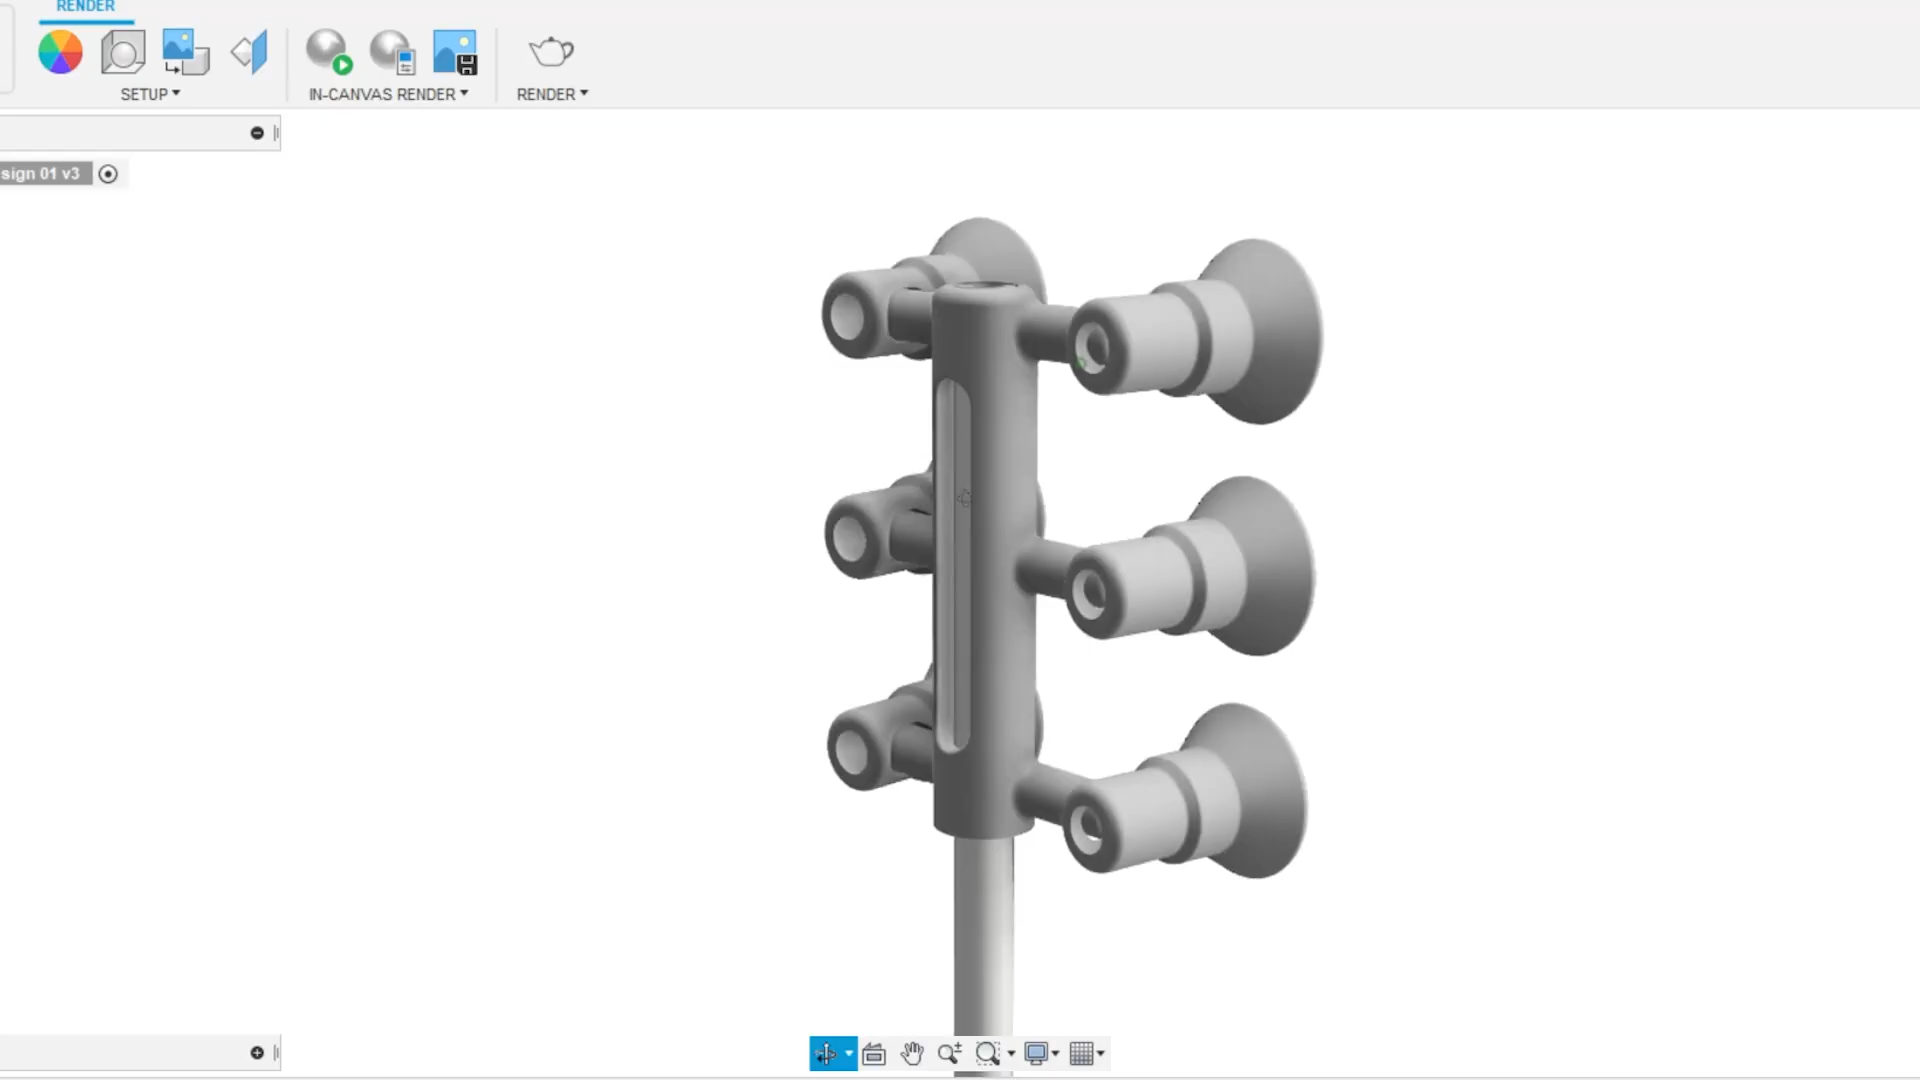 RENDER
SETUP
IN-CANVAS RENDER
RENDER
sign 01 v3